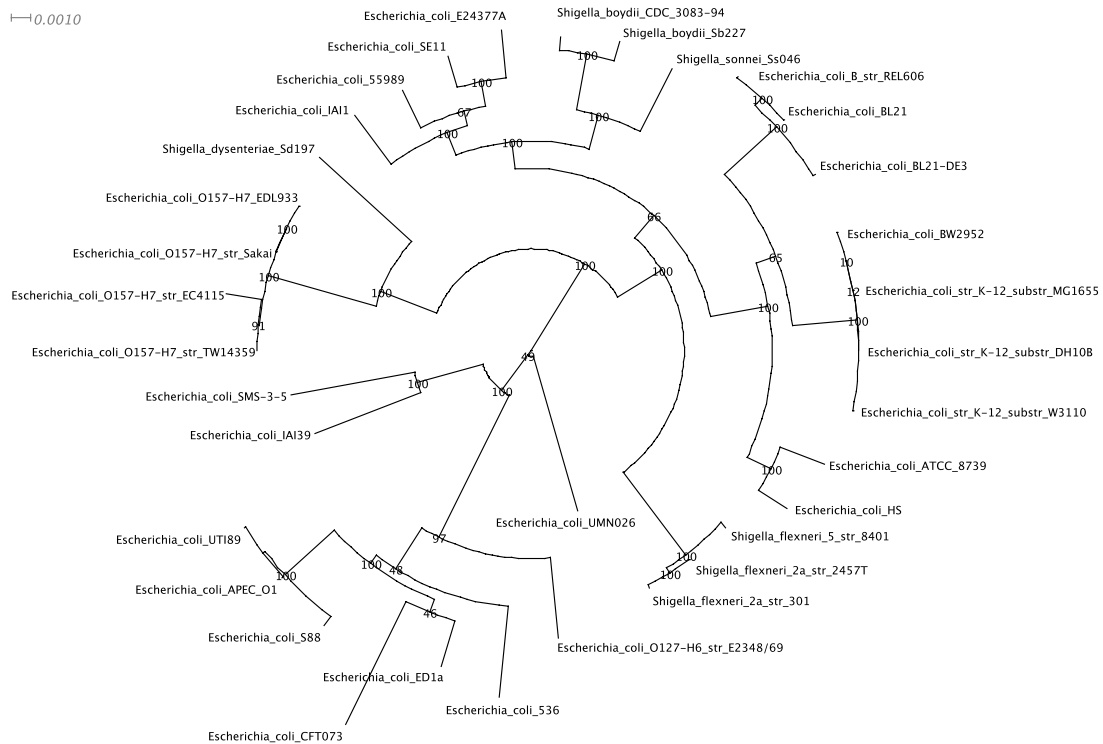 0.0010
Shigella_boydii_CDC_3083-94
Escherichia_coli_E24377A
Shigella_boydii_Sb227
Escherichia_coli_SE11
100
Shigella_sonnei_Ss046
Escherichia_coli_55989
100
Escherichia_coli_B_str_REL606
100
Escherichia_coli_IAI1
67
100
Escherichia_coli_BL21
100
100
100
Shigella_dysenteriae_Sd197
Escherichia_coli_BL21-DE3
Escherichia_coli_O157-H7_EDL933
66
100
Escherichia_coli_BW2952
Escherichia_coli_O157-H7_str_Sakai
65
10
100
100
100
Escherichia_coli_O157-H7_str_EC4115
100
12
Escherichia_coli_str_K-12_substr_MG1655
100
91
100
Escherichia_coli_O157-H7_str_TW14359
49
Escherichia_coli_str_K-12_substr_DH10B
100
100
Escherichia_coli_SMS-3-5
Escherichia_coli_str_K-12_substr_W3110
Escherichia_coli_IAI39
Escherichia_coli_ATCC_8739
100
Escherichia_coli_HS
Escherichia_coli_UMN026
Escherichia_coli_UTI89
97
Shigella_flexneri_5_str_8401
100
100
48
Shigella_flexneri_2a_str_2457T
100
100
Escherichia_coli_APEC_O1
Shigella_flexneri_2a_str_301
46
Escherichia_coli_S88
Escherichia_coli_O127-H6_str_E2348/69
Escherichia_coli_ED1a
Escherichia_coli_536
Escherichia_coli_CFT073